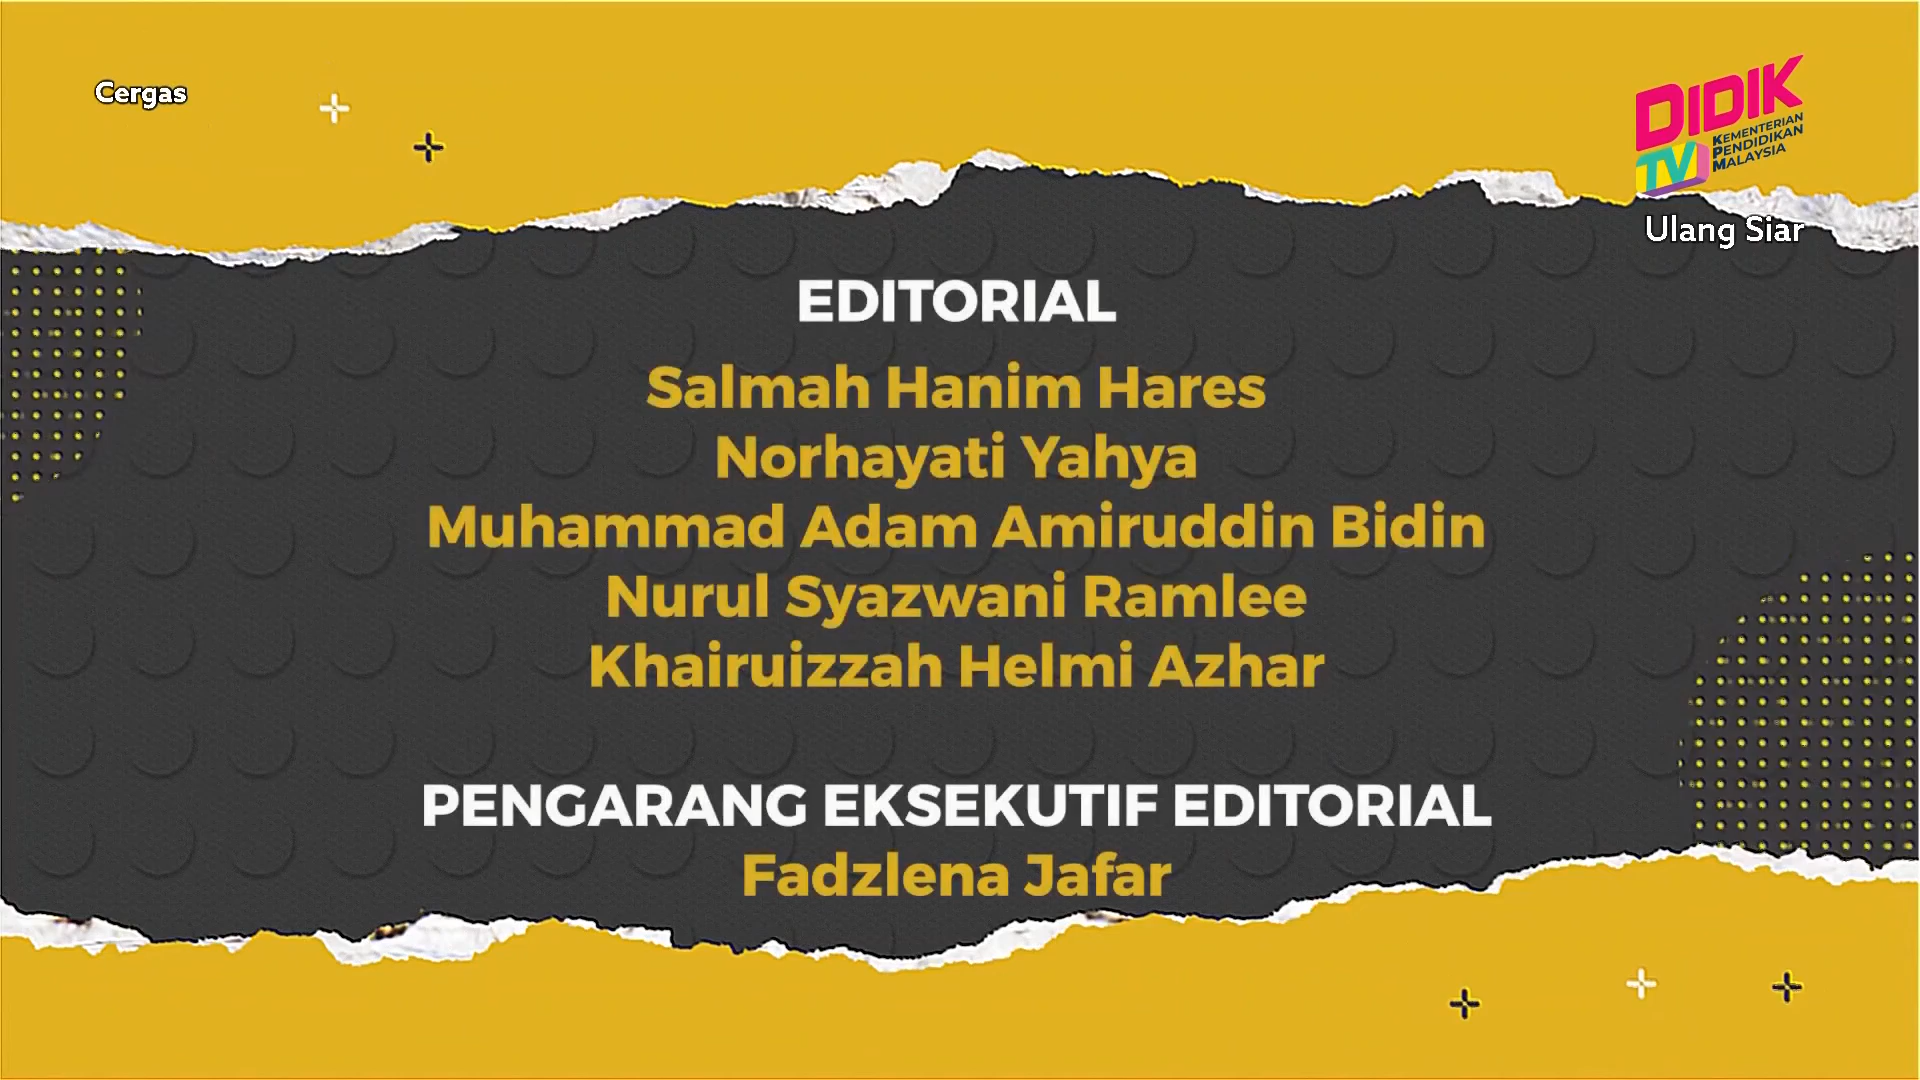 Cergas
DIDIK
TV
KEMENTERIAN
PENDIDIKAN
MALAYSIA
Ulang Siar
EDITORIAL
Salmah Hanim Hares
Norhayati Yahya
Muhammad Adam Amiruddin Bidin
Nurul Syazwani Ramlee
Khairuizzah Helmi Azhar
PENGARANG EKSEKUTIF EDITORIAL
Fadzlena Jafar